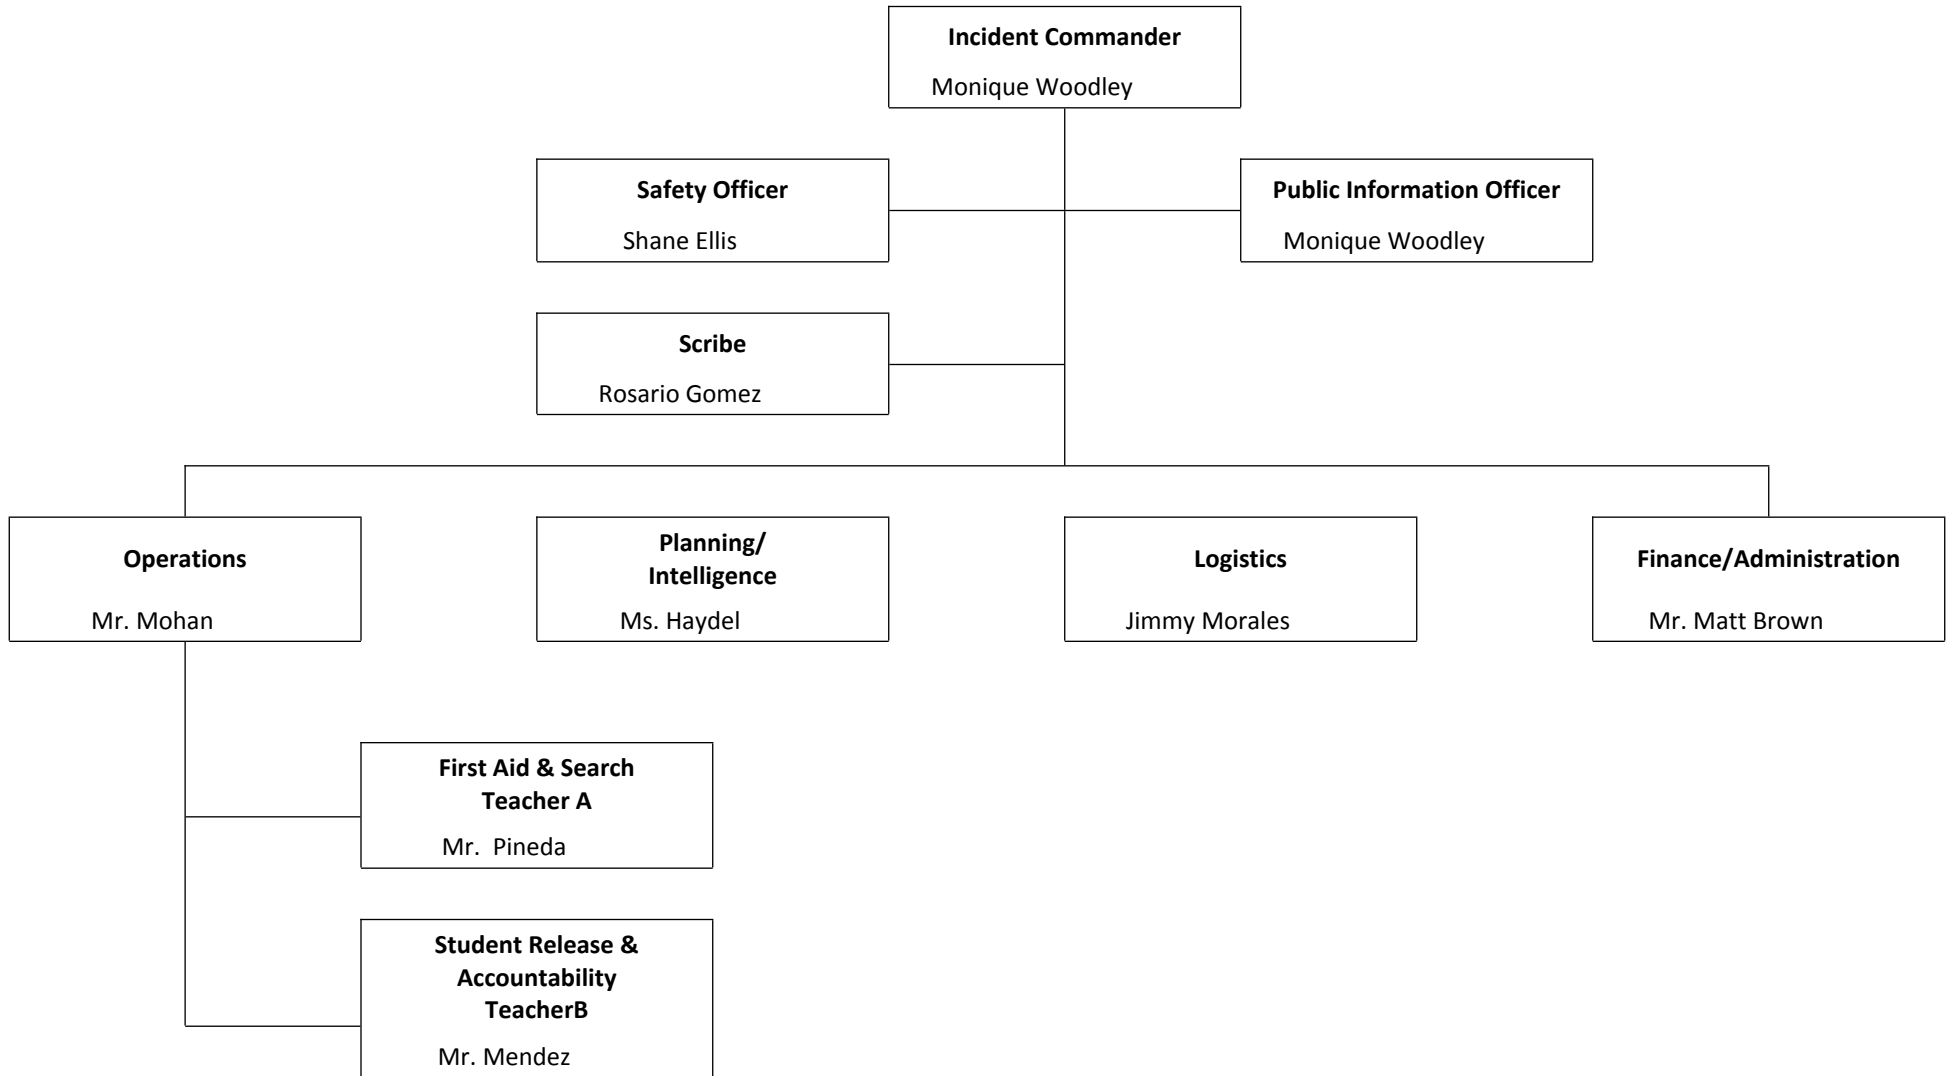 Incident Commander
Monique Woodley
Safety Officer
Shane Ellis
Public Information Officer
Monique Woodley
Scribe
Rosario Gomez
Operations
Mr. Mohan
Planning/
Intelligence
Ms. Haydel
Logistics
Jimmy Morales
Finance/Administration
Mr. Matt Brown
First Aid & Search
Teacher A
Mr.  Pineda
Student Release &
Accountability
TeacherB
Mr. Mendez